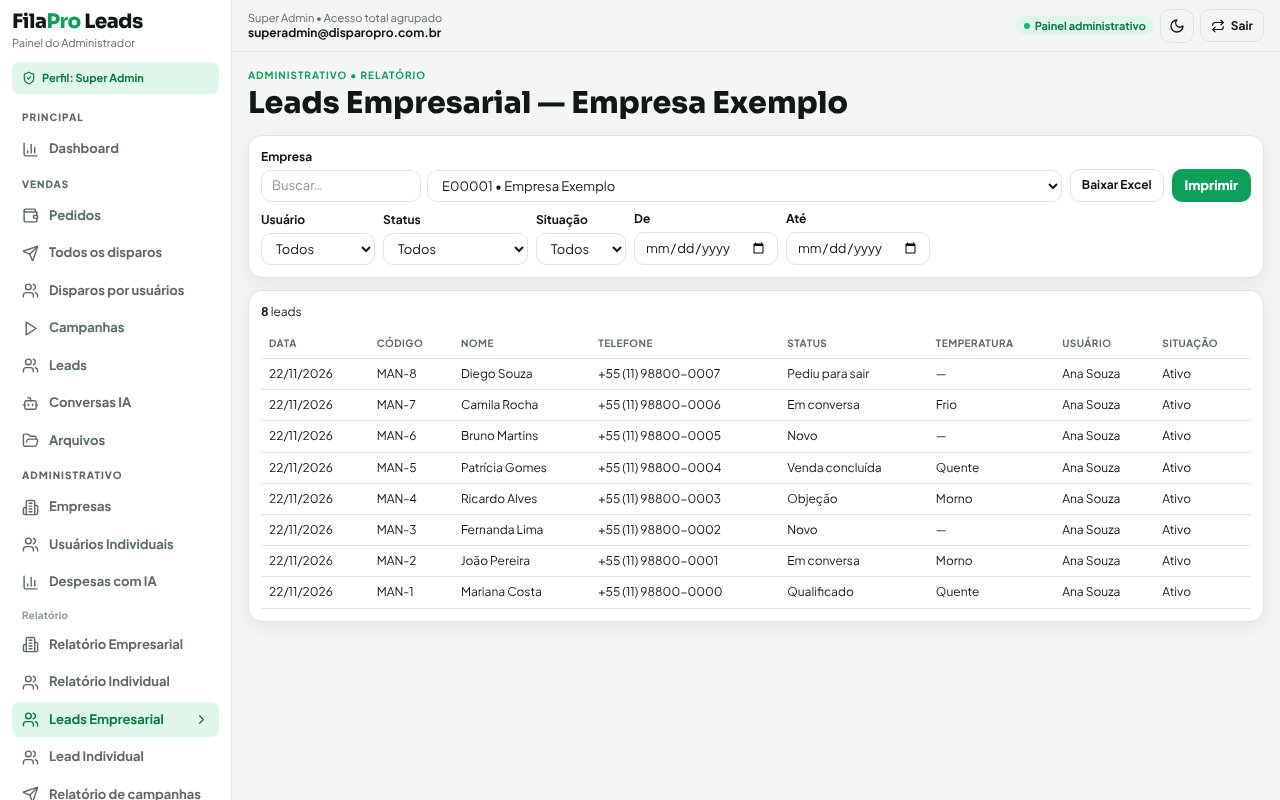 FilaPro Leads
Painel do Administrador
Perfil: Super Admin
PRINCIPAL
Dashboard
VENDAS
Pedidos
Todos os disparos
Disparos por usuários
Campanhas
Leads
Conversas IA
Arquivos
ADMINISTRATIVO
Empresas
Usuários Individuais
Despesas com IA
Relatório
Relatório Empresarial
Relatório Individual
Leads Empresarial
Lead Individual
Relatório de campanhas
Super Admin • Acesso total agrupado
superadmin@disparopro.com.br
Painel administrativo
Sair
ADMINISTRATIVO • RELATÓRIO
Leads Empresarial — Empresa Exemplo
Empresa
Buscar...
E00001 • Empresa Exemplo
Baixar Excel
Imprimir
Usuário Status Situação De Até
Todos Todos Todos mm/dd/yyyy mm/dd/yyyy
8 leads
DATA CÓDIGO NOME TELEFONE STATUS TEMPERATURA USUÁRIO SITUAÇÃO
22/11/2026 MAN-8 Diego Souza +55 (11) 98800-0007 Pediu para sair — Ana Souza Ativo
22/11/2026 MAN-7 Camila Rocha +55 (11) 98800-0006 Em conversa Frio Ana Souza Ativo
22/11/2026 MAN-6 Bruno Martins +55 (11) 98800-0005 Novo — Ana Souza Ativo
22/11/2026 MAN-5 Patrícia Gomes +55 (11) 98800-0004 Venda concluída Quente Ana Souza Ativo
22/11/2026 MAN-4 Ricardo Alves +55 (11) 98800-0003 Objeção Morno Ana Souza Ativo
22/11/2026 MAN-3 Fernanda Lima +55 (11) 98800-0002 Novo — Ana Souza Ativo
22/11/2026 MAN-2 João Pereira +55 (11) 98800-0001 Em conversa Morno Ana Souza Ativo
22/11/2026 MAN-1 Mariana Costa +55 (11) 98800-0000 Qualificado Quente Ana Souza Ativo